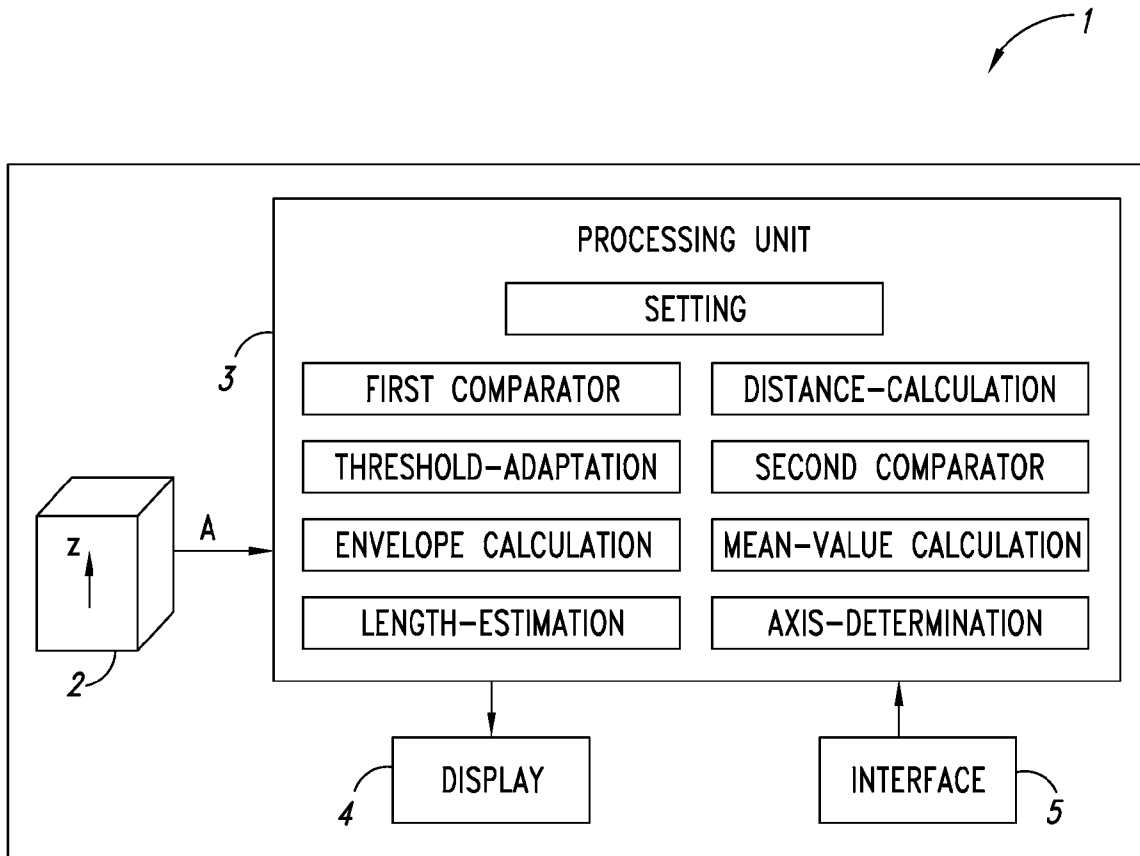 1
PROCESSING UNIT
SETTING
3
FIRST COMPARATOR
DISTANCE-CALCULATION
THRESHOLD-ADAPTATION
SECOND COMPARATOR
ENVELOPE CALCULATION
MEAN-VALUE CALCULATION
LENGTH-ESTIMATION
AXIS-DETERMINATION
A
z
2
DISPLAY
4
INTERFACE
5